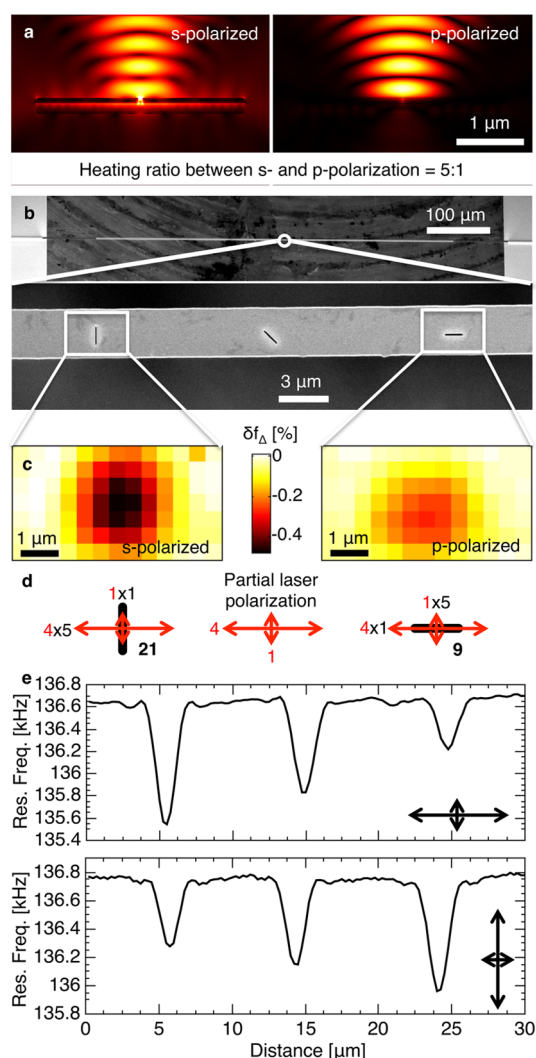 a
s-polarized
p-polarized
1 µm
Heating ratio between s- and p-polarization = 5:1
b
100 µm
3 µm
δfΔ [%]
0
-0.2
-0.4
c
1 µm
s-polarized
1 µm
p-polarized
d
1x1
4x5
21
Partial laser
polarization
4
1
1x5
4x1
9
e
136.8
136.6
136.4
136.2
136
135.8
135.6
135.4
Res. Freq. [kHz]
136.8
136.6
136.4
136.2
136
135.8
Res. Freq. [kHz]
0 5 10 15 20 25 30
Distance [µm]